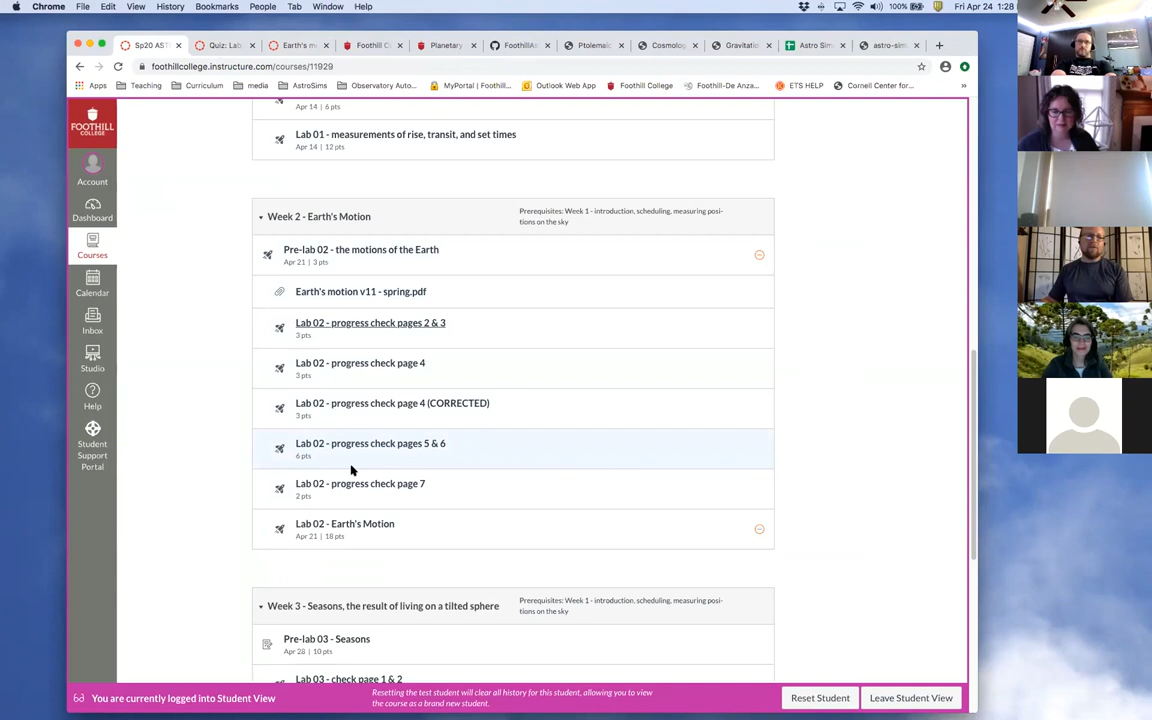 Chrome File Edit View History Bookmarks People Tab Window Help 100% Fri Apr 24 1:28
Sp20 AST Quiz: Lab Earth's m Foothill C Planetary FoothillAs Ptolemaic Cosmolog Gravitatio Astro Sim astro-sim
foothillcollege.instructure.com/courses/11929
Apps Teaching Curriculum media AstroSims Observatory Auto... MyPortal | Foothill... Outlook Web App Foothill College Foothill-De Anza... ETS HELP Cornell Center for... »
FOOTHILL
COLLEGE
Account
Dashboard
Courses
Calendar
Inbox
Studio
Help
Student
Support
Portal
Apr 14 | 6 pts
Lab 01 - measurements of rise, transit, and set times
Apr 14 | 12 pts
Week 2 - Earth's Motion
Prerequisites: Week 1 - introduction, scheduling, measuring posi-
tions on the sky
Pre-lab 02 - the motions of the Earth
Apr 21 | 3 pts
Earth's motion v11 - spring.pdf
Lab 02 - progress check pages 2 & 3
3 pts
Lab 02 - progress check page 4
3 pts
Lab 02 - progress check page 4 (CORRECTED)
3 pts
Lab 02 - progress check pages 5 & 6
6 pts
Lab 02 - progress check page 7
2 pts
Lab 02 - Earth's Motion
Apr 21 | 18 pts
Week 3 - Seasons, the result of living on a tilted sphere
Prerequisites: Week 1 - introduction, scheduling, measuring posi-
tions on the sky
Pre-lab 03 - Seasons
Apr 28 | 10 pts
Lab 03 - check page 1 & 2
You are currently logged into Student View
Resetting the test student will clear all history for this student, allowing you to view
the course as a brand new student.
Reset Student
Leave Student View